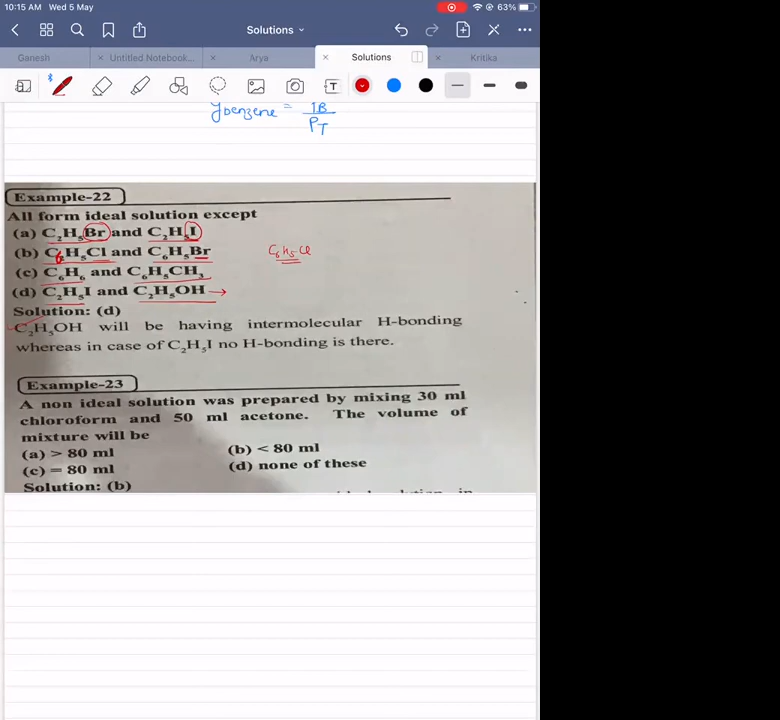 10:15 AM Wed 5 May
63%
Solutions
Ganesh
Untitled Notebook...
Arya
Solutions
Kritika
y benzene = PB
PT
Example-22
All form ideal solution except
(a) C₂H₅Br and C₂H₅I
(b) C₆H₅Cl and C₆H₅Br
C₆H₅Cl
(c) C₆H₆ and C₆H₅CH₃
(d) C₂H₅I and C₂H₅OH →
Solution: (d)
C₂H₅OH will be having intermolecular H-bonding
whereas in case of C₂H₅I no H-bonding is there.
Example-23
A non ideal solution was prepared by mixing 30 ml
chloroform and 50 ml acetone. The volume of
mixture will be
(a) > 80 ml
(b) < 80 ml
(c) = 80 ml
(d) none of these
Solution: (b)